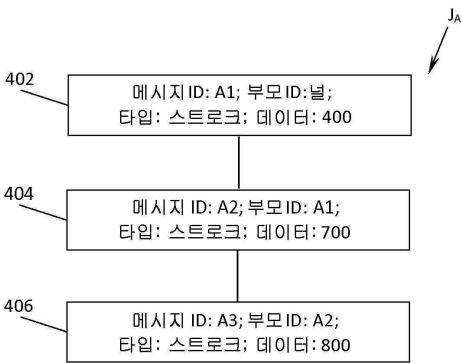 J_A
402
메시지 ID: A1; 부모 ID:널;
타입: 스트로크; 데이터: 400
404
메시지 ID: A2; 부모 ID: A1;
타입: 스트로크; 데이터: 700
406
메시지 ID: A3; 부모 ID: A2;
타입: 스트로크; 데이터: 800